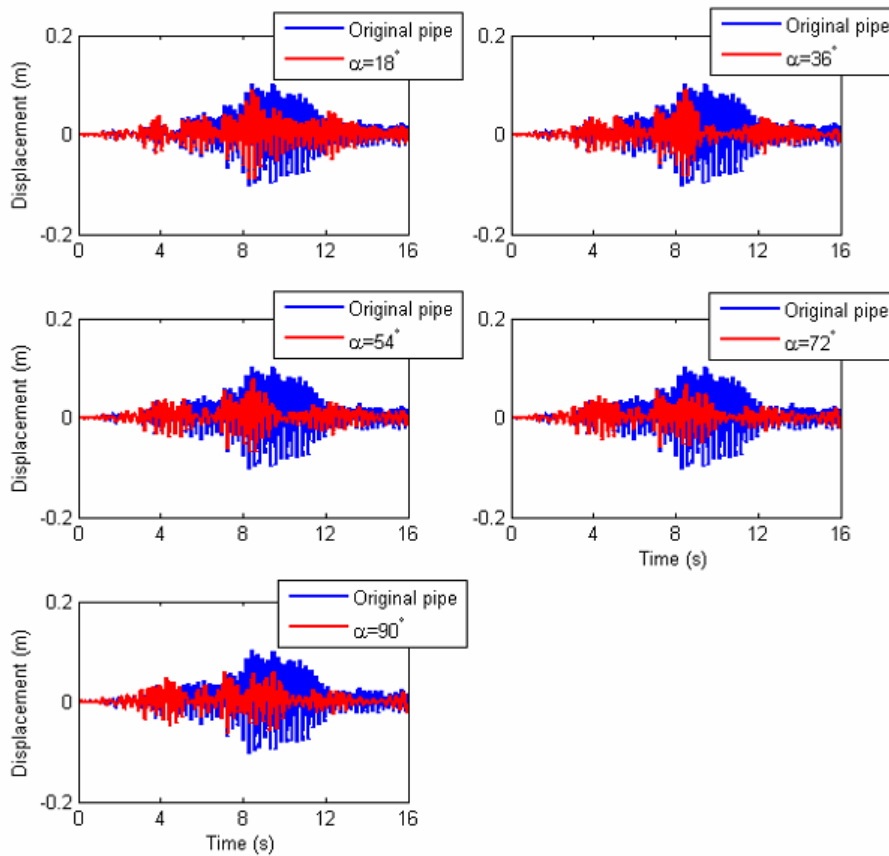 Original pipe
α=18°
0.2
0
-0.2
0 4 8 12 16
Displacement (m)
Original pipe
α=36°
0.2
0
-0.2
0 4 8 12 16
Original pipe
α=54°
0.2
0
-0.2
0 4 8 12 16
Displacement (m)
Original pipe
α=72°
0.2
0
-0.2
0 4 8 12 16
Time (s)
Original pipe
α=90°
0.2
0
-0.2
0 4 8 12 16
Displacement (m)
Time (s)